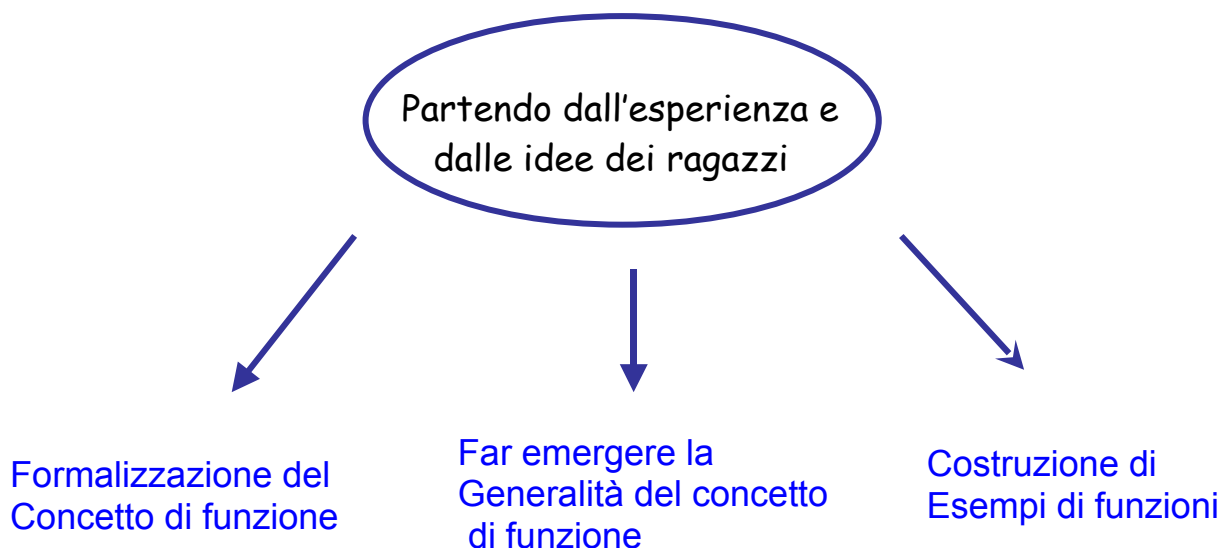 Partendo dall'esperienza e
dalle idee dei ragazzi
Formalizzazione del
Concetto di funzione
Far emergere la
Generalità del concetto
di funzione
Costruzione di
Esempi di funzioni